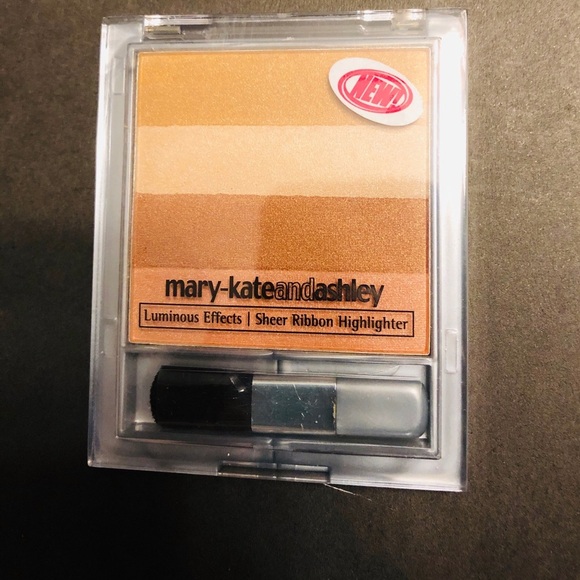 NEW!
mary-kateandashley
Luminous Effects | Sheer Ribbon Highlighter